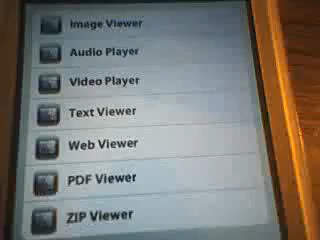 Image Viewer
Audio Player
Video Player
Text Viewer
Web Viewer
PDF Viewer
ZIP Viewer